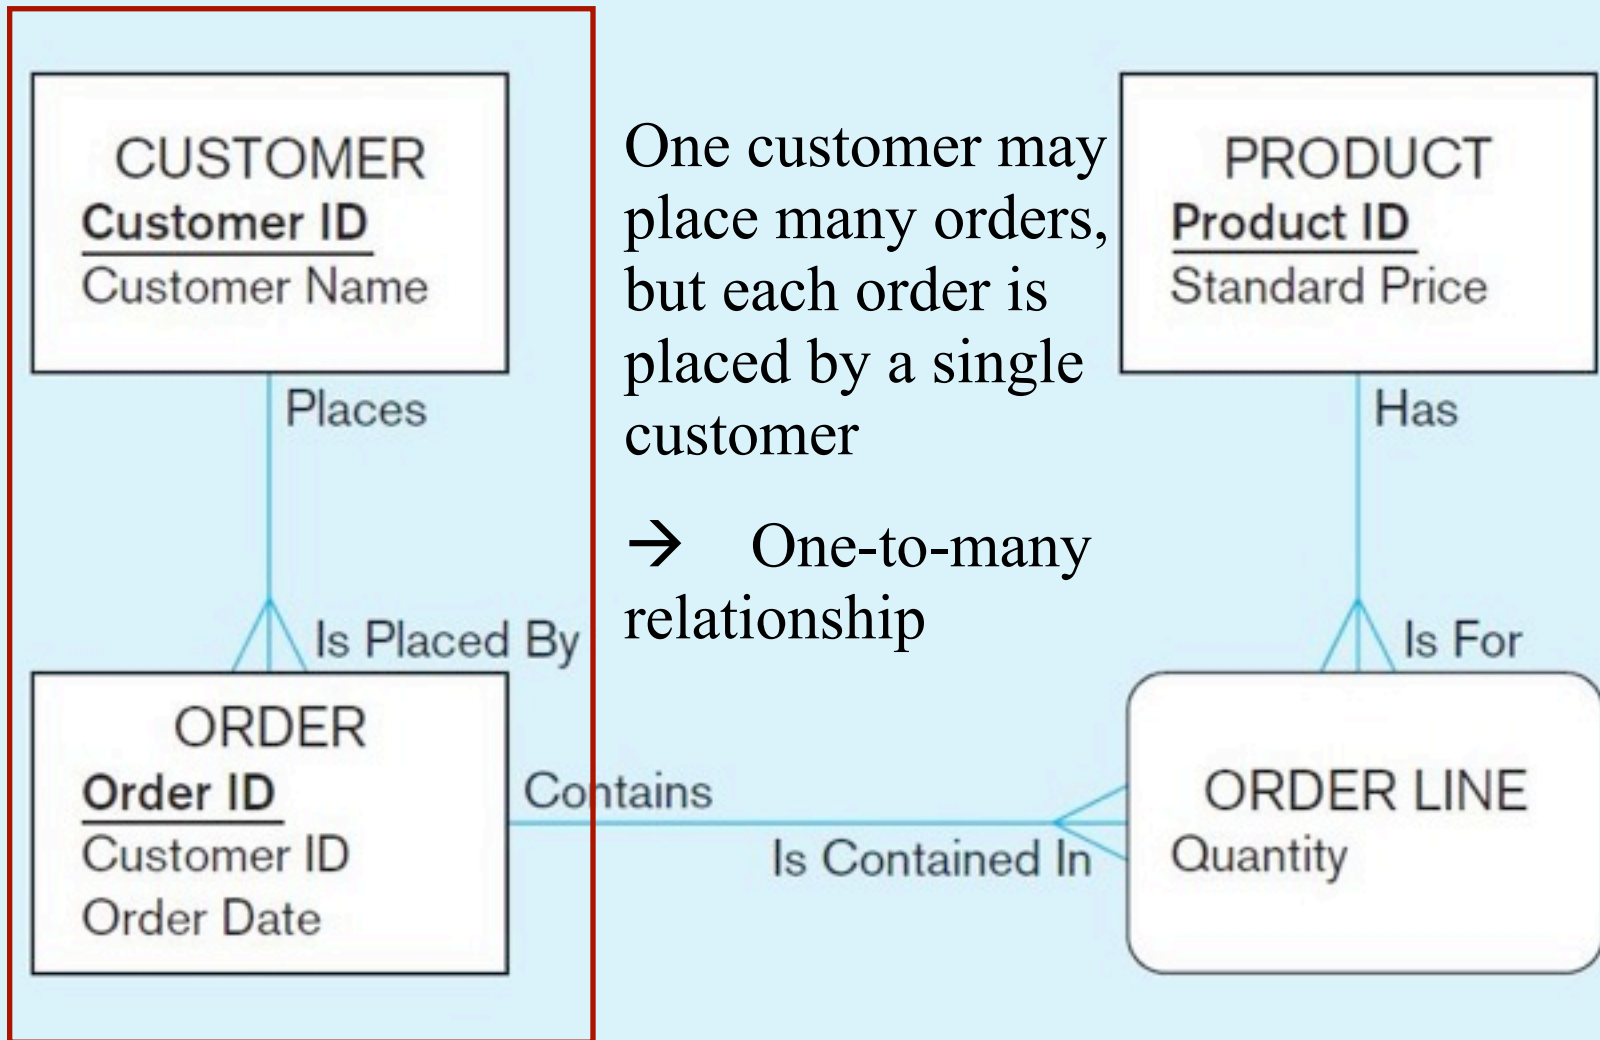 CUSTOMER
Customer ID
Customer Name
Places
Is Placed By
ORDER
Order ID
Customer ID
Order Date
One customer may
place many orders,
but each order is
placed by a single
customer
→ One-to-many
relationship
PRODUCT
Product ID
Standard Price
Has
Is For
Contains
Is Contained In
ORDER LINE
Quantity